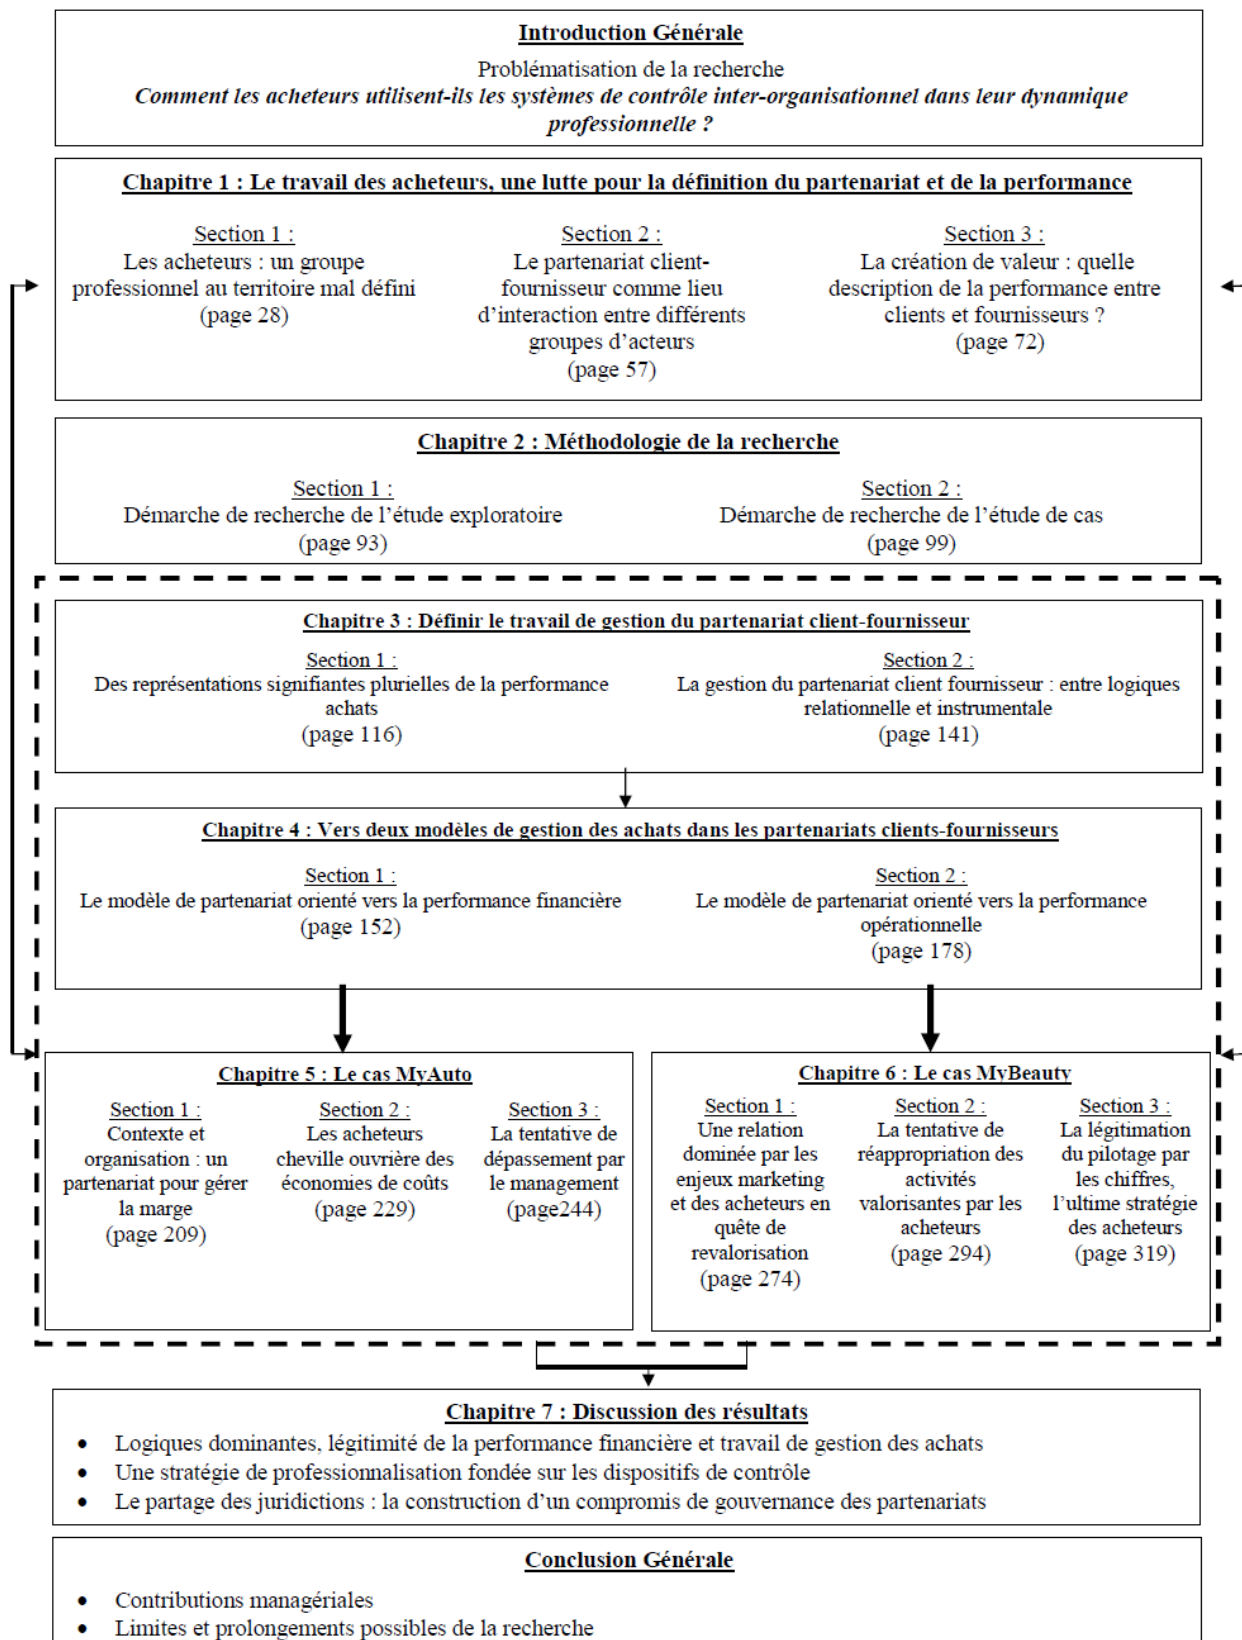 Introduction Générale
Problématisation de la recherche
Comment les acheteurs utilisent-ils les systèmes de contrôle inter-organisationnel dans leur dynamique
professionnelle ?
Chapitre 1 : Le travail des acheteurs, une lutte pour la définition du partenariat et de la performance
Section 1 :
Les acheteurs : un groupe
professionnel au territoire mal défini
(page 28)
Section 2 :
Le partenariat client-
fournisseur comme lieu
d’interaction entre différents
groupes d’acteurs
(page 57)
Section 3 :
La création de valeur : quelle
description de la performance entre
clients et fournisseurs ?
(page 72)
Chapitre 2 : Méthodologie de la recherche
Section 1 :
Démarche de recherche de l’étude exploratoire
(page 93)
Section 2 :
Démarche de recherche de l’étude de cas
(page 99)
Chapitre 3 : Définir le travail de gestion du partenariat client-fournisseur
Section 1 :
Des représentations signifiantes plurielles de la performance
achats
(page 116)
Section 2 :
La gestion du partenariat client fournisseur : entre logiques
relationnelle et instrumentale
(page 141)
Chapitre 4 : Vers deux modèles de gestion des achats dans les partenariats clients-fournisseurs
Section 1 :
Le modèle de partenariat orienté vers la performance financière
(page 152)
Section 2 :
Le modèle de partenariat orienté vers la performance
opérationnelle
(page 178)
Chapitre 5 : Le cas MyAuto
Section 1 :
Contexte et
organisation : un
partenariat pour gérer
la marge
(page 209)
Section 2 :
Les acheteurs
cheville ouvrière des
économies de coûts
(page 229)
Section 3 :
La tentative de
dépassement par
le management
(page244)
Chapitre 6 : Le cas MyBeauty
Section 1 :
Une relation
dominée par les
enjeux marketing
et des acheteurs en
quête de
revalorisation
(page 274)
Section 2 :
La tentative de
réappropriation des
activités
valorisantes par les
acheteurs
(page 294)
Section 3 :
La légitimation
du pilotage par
les chiffres,
l’ultime stratégie
des acheteurs
(page 319)
Chapitre 7 : Discussion des résultats
• Logiques dominantes, légitimité de la performance financière et travail de gestion des achats
• Une stratégie de professionnalisation fondée sur les dispositifs de contrôle
• Le partage des juridictions : la construction d’un compromis de gouvernance des partenariats
Conclusion Générale
• Contributions managériales
• Limites et prolongements possibles de la recherche